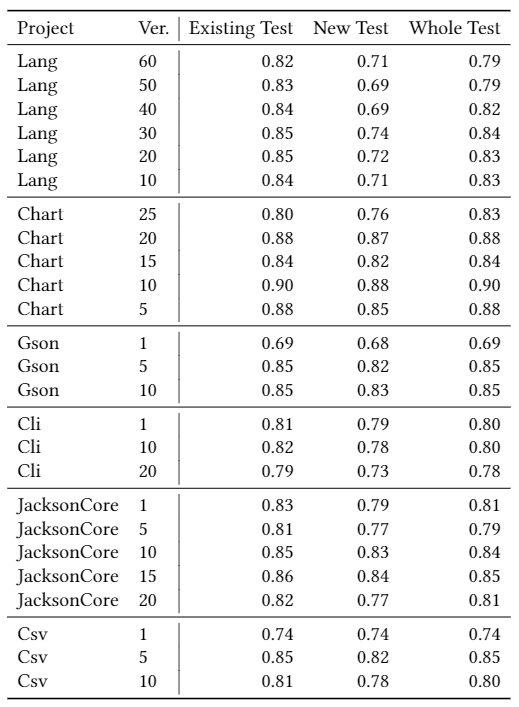 Project Ver. Existing Test New Test Whole Test
Lang 60 0.82 0.71 0.79
Lang 50 0.83 0.69 0.79
Lang 40 0.84 0.69 0.82
Lang 30 0.85 0.74 0.84
Lang 20 0.85 0.72 0.83
Lang 10 0.84 0.71 0.83
Chart 25 0.80 0.76 0.83
Chart 20 0.88 0.87 0.88
Chart 15 0.84 0.82 0.84
Chart 10 0.90 0.88 0.90
Chart 5 0.88 0.85 0.88
Gson 1 0.69 0.68 0.69
Gson 5 0.85 0.82 0.85
Gson 10 0.85 0.83 0.85
Cli 1 0.81 0.79 0.80
Cli 10 0.82 0.78 0.80
Cli 20 0.79 0.73 0.78
JacksonCore 1 0.83 0.79 0.81
JacksonCore 5 0.81 0.77 0.79
JacksonCore 10 0.85 0.83 0.84
JacksonCore 15 0.86 0.84 0.85
JacksonCore 20 0.82 0.77 0.81
Csv 1 0.74 0.74 0.74
Csv 5 0.85 0.82 0.85
Csv 10 0.81 0.78 0.80